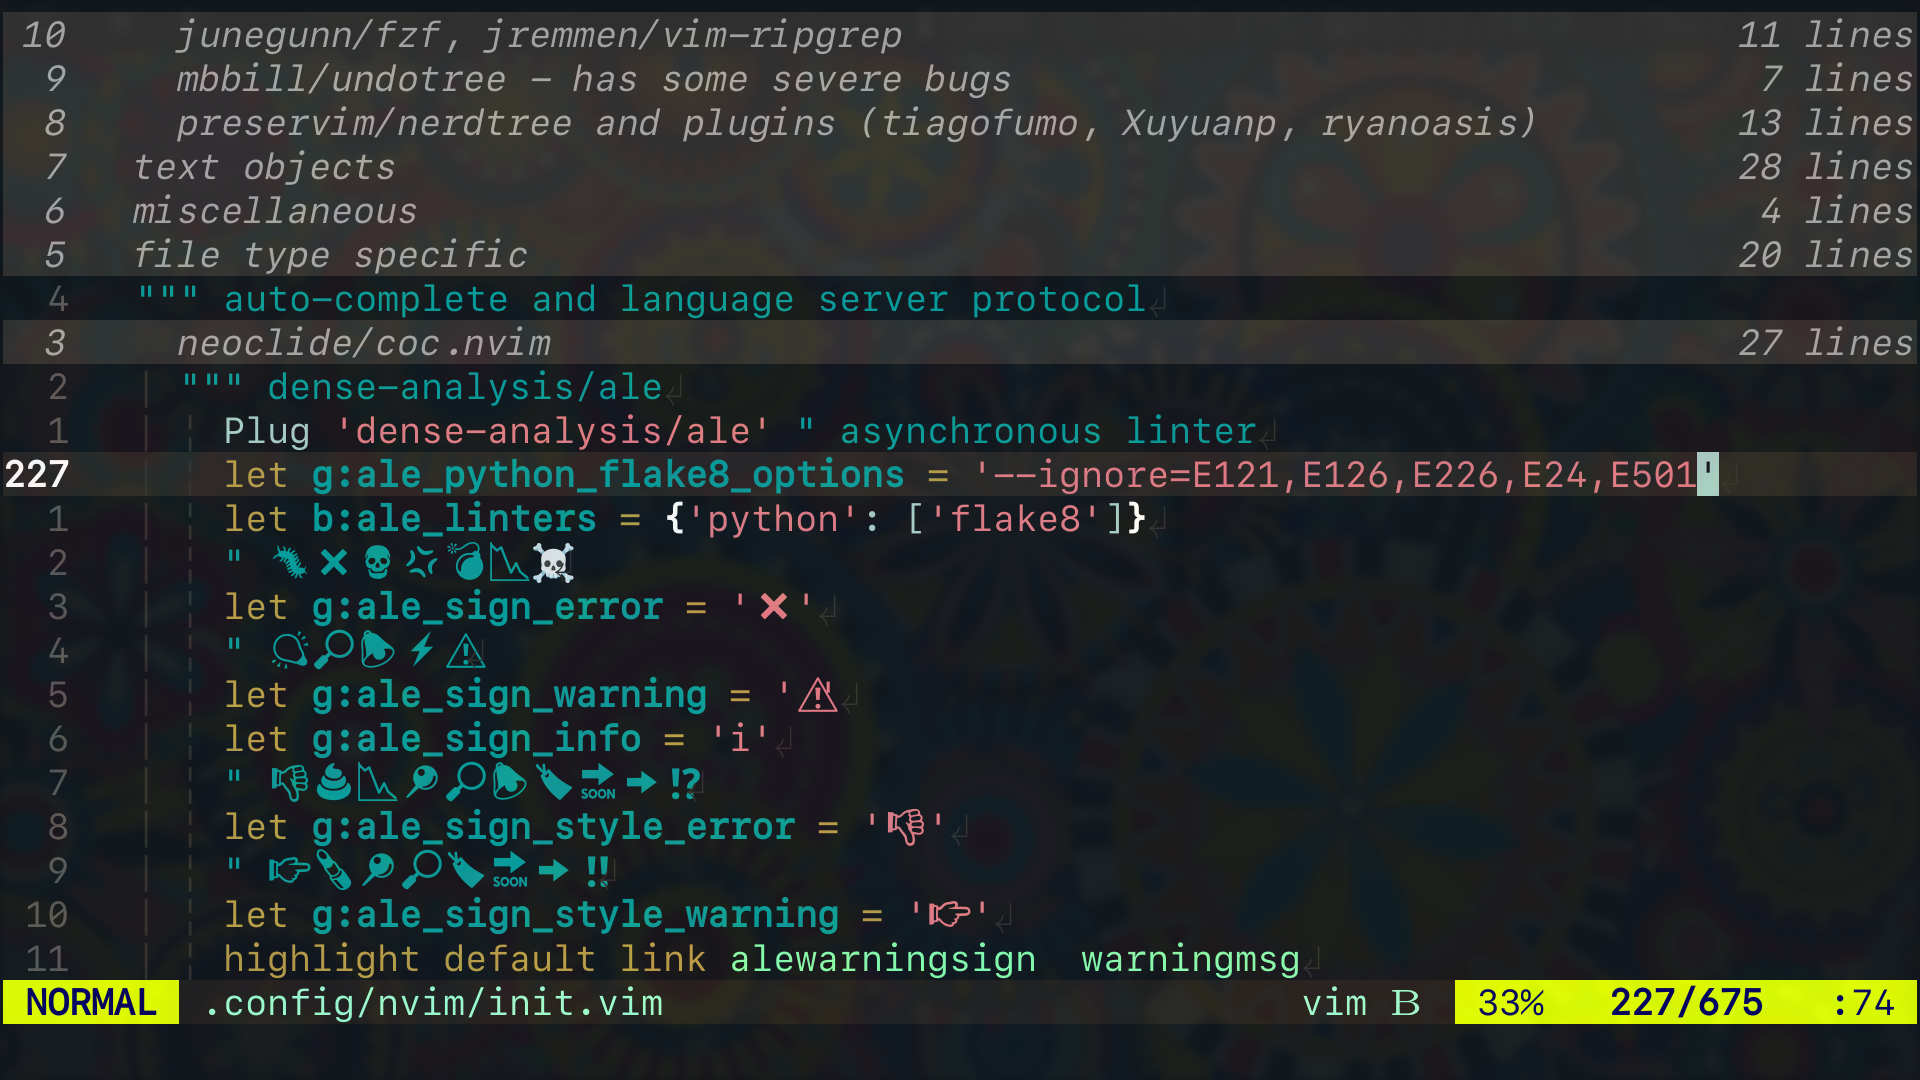 10 junegunn/fzf, jremmen/vim-ripgrep 11 lines
9 mbbill/undotree - has some severe bugs 7 lines
8 preservim/nerdtree and plugins (tiagofumo, Xuyuanp, ryanoasis) 13 lines
7 text objects 28 lines
6 miscellaneous 4 lines
5 file type specific 20 lines
4 """ auto-complete and language server protocol↲
3 neoclide/coc.nvim 27 lines
2 | """ dense-analysis/ale↲
1 | ¦ Plug 'dense-analysis/ale' " asynchronous linter↲
227 let g:ale_python_flake8_options = '--ignore=E121,E126,E226,E24,E501'↲
1 | ¦ let b:ale_linters = {'python': ['flake8']}↲
2 | ¦ " 🐛 ❌ 💀 💢 💣 📉 ☠↲
3 | ¦ let g:ale_sign_error = '❌'↲
4 | ¦ " 🔍 🔔 ⚡ ⚠↲
5 | ¦ let g:ale_sign_warning = '⚠'↲
6 | ¦ let g:ale_sign_info = 'i'↲
7 | ¦ " 👎 💩 📉 🔍 🔔 🔜 ➡ ⁉↲
8 | ¦ let g:ale_sign_style_error = '👎'↲
9 | ¦ " 👉 🔍 🔜 ➡ ‼↲
10 | ¦ let g:ale_sign_style_warning = '👉'↲
11 | ¦ highlight default link alewarningsign  warningmsg↲
NORMAL .config/nvim/init.vim vim B 33% 227/675 :74